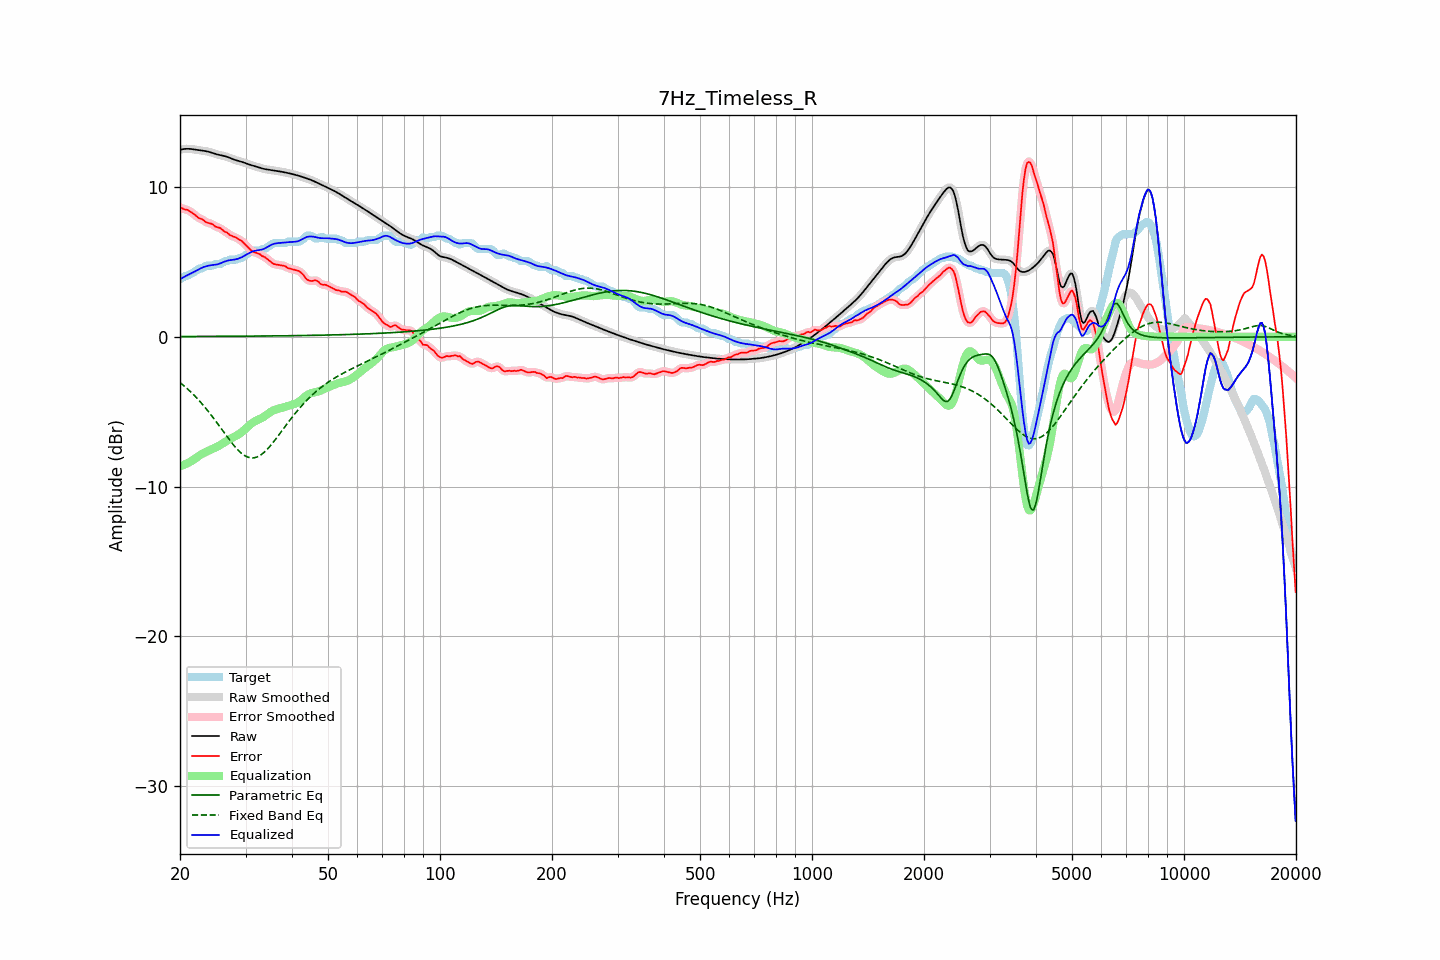 7Hz_Timeless_R
Amplitude (dBr)
10
0
−10
−20
−30
Target
Raw Smoothed
Error Smoothed
Raw
Error
Equalization
Parametric Eq
Fixed Band Eq
Equalized
20 50 100 200 500 1000 2000 5000 10000 20000
Frequency (Hz)